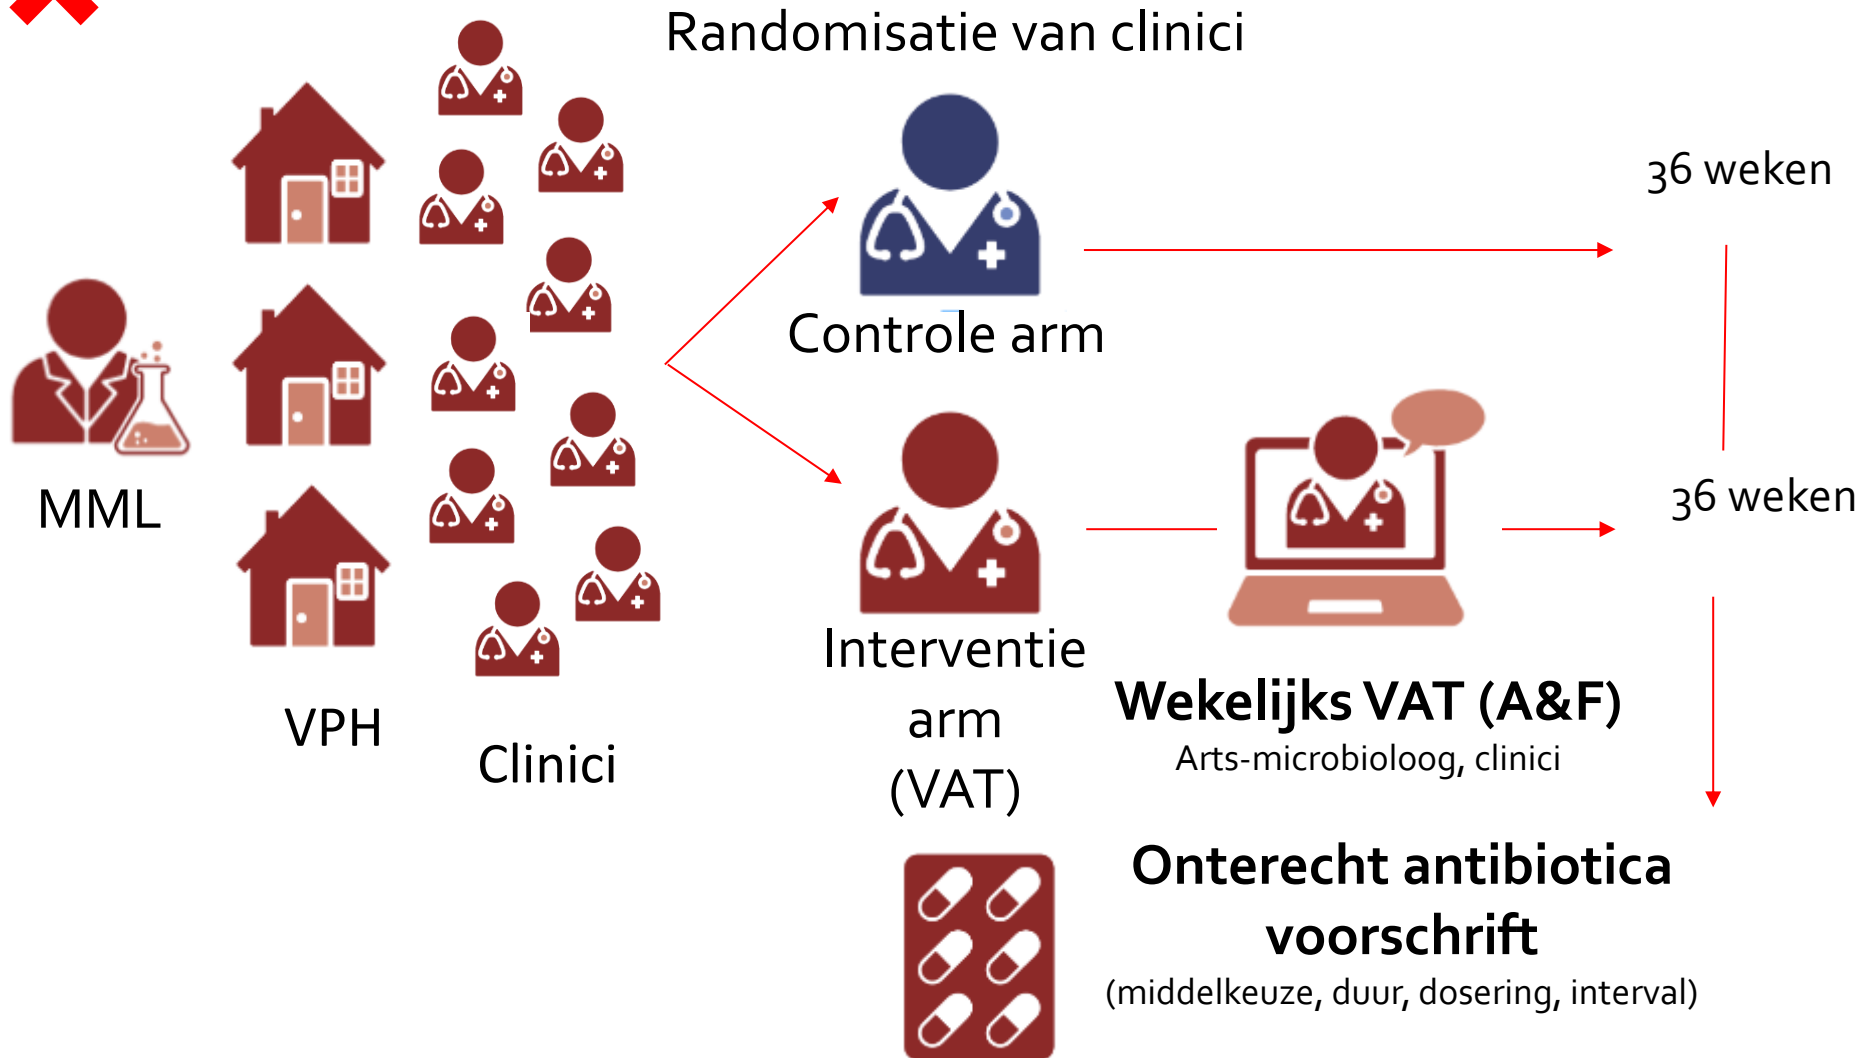 Randomisatie van clinici
36 weken
Controle arm
MML
36 weken
Interventie
arm
(VAT)
VPH
Clinici
Wekelijks VAT (A&F)
Arts-microbioloog, clinici
Onterecht antibiotica
voorschrift
(middelkeuze, duur, dosering, interval)